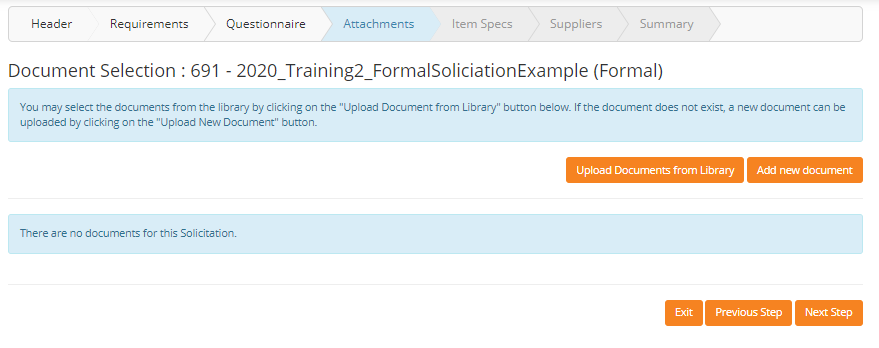 Header Requirements Questionnaire Attachments Item Specs Suppliers Summary
Document Selection : 691 - 2020_Training2_FormalSoliciationExample (Formal)
You may select the documents from the library by clicking on the "Upload Document from Library" button below. If the document does not exist, a new document can be
uploaded by clicking on the "Upload New Document" button.
Upload Documents from Library Add new document
There are no documents for this Solicitation.
Exit Previous Step Next Step